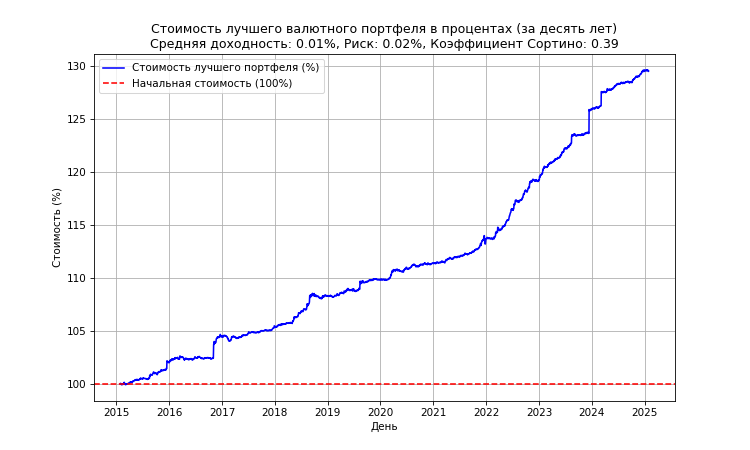 Стоимость лучшего валютного портфеля в процентах (за десять лет)
Средняя доходность: 0.01%, Риск: 0.02%, Коэффициент Сортино: 0.39
Стоимость лучшего портфеля (%)
Начальная стоимость (100%)
Стоимость (%)
130
125
120
115
110
105
100
2015 2016 2017 2018 2019 2020 2021 2022 2023 2024 2025
День